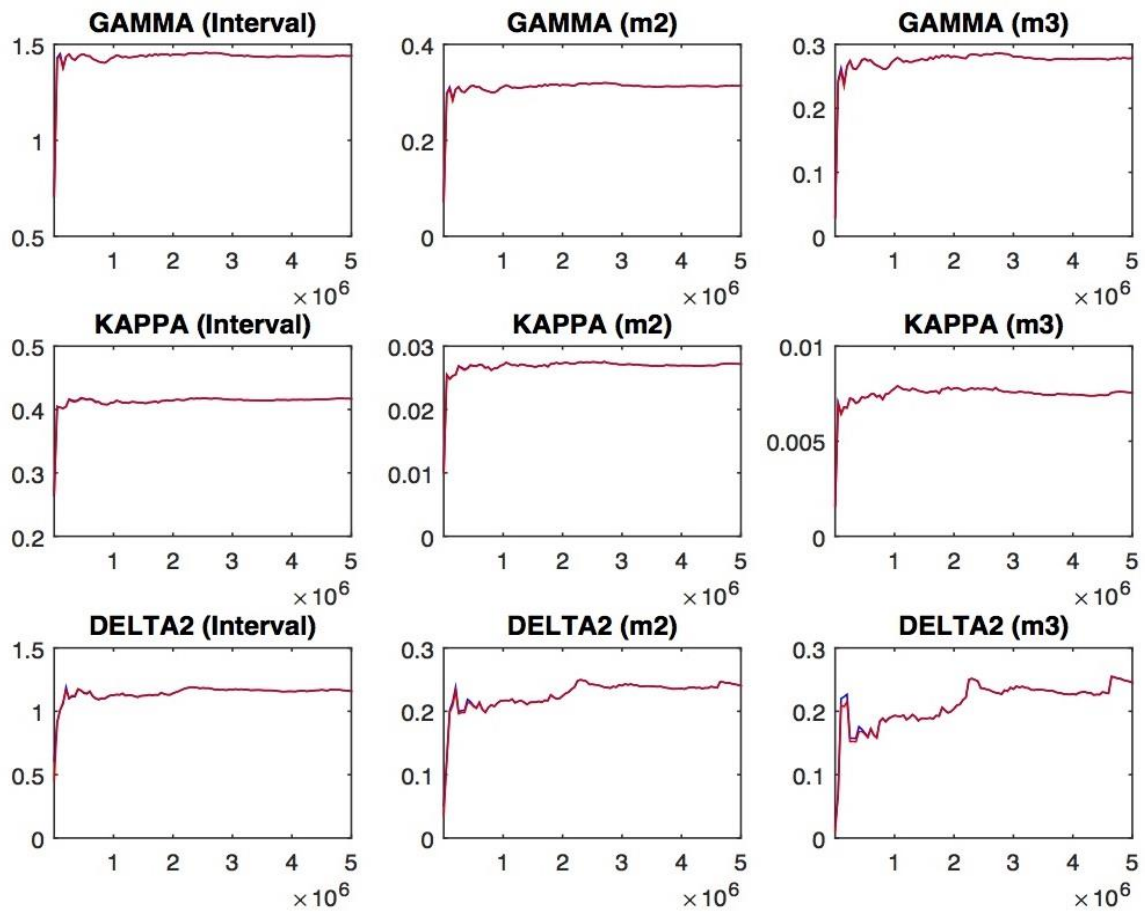 GAMMA (Interval) GAMMA (m2) GAMMA (m3)
1.5 0.4 0.3
0.2
1 0.2
0.1
0.5 0 0
1 2 3 4 5 1 2 3 4 5 1 2 3 4 5
×10^6 ×10^6 ×10^6
KAPPA (Interval) KAPPA (m2) KAPPA (m3)
0.5 0.03 0.01
0.4 0.02
0.005
0.3 0.01
0.2 0 0
1 2 3 4 5 1 2 3 4 5 1 2 3 4 5
×10^6 ×10^6 ×10^6
DELTA2 (Interval) DELTA2 (m2) DELTA2 (m3)
1.5 0.3 0.3
1 0.2 0.2
0.5 0.1 0.1
0 0 0
1 2 3 4 5 1 2 3 4 5 1 2 3 4 5
×10^6 ×10^6 ×10^6